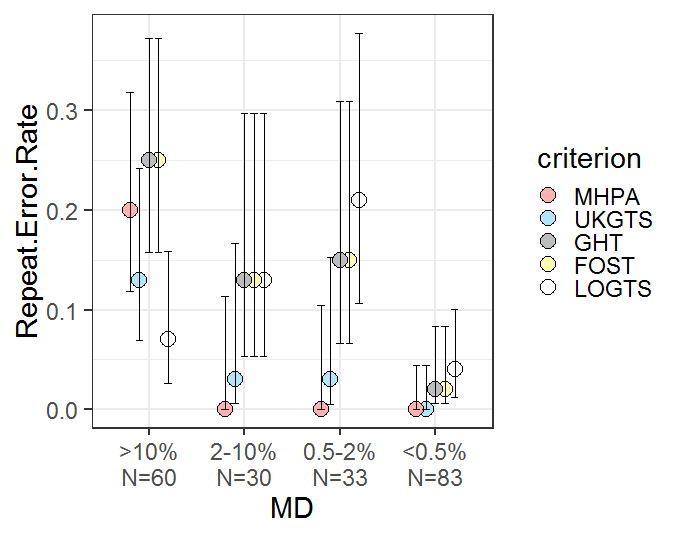 Repeat.Error.Rate
0.3
0.2
0.1
0.0
>10% 2-10% 0.5-2% <0.5%
N=60 N=30 N=33 N=83
MD
criterion
MHPA
UKGTS
GHT
FOST
LOGTS